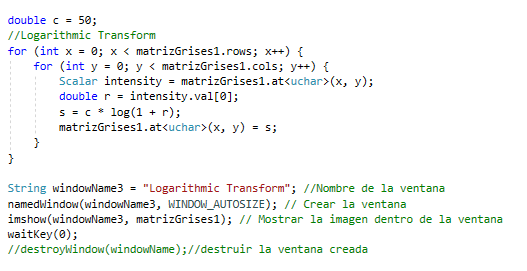 double c = 50;
//Logarithmic Transform
for (int x = 0; x < matrizGrises1.rows; x++) {
for (int y = 0; y < matrizGrises1.cols; y++) {
Scalar intensity = matrizGrises1.at<uchar>(x, y);
double r = intensity.val[0];
s = c * log(1 + r);
matrizGrises1.at<uchar>(x, y) = s;
}
}
String windowName3 = "Logarithmic Transform"; //Nombre de la ventana
namedWindow(windowName3, WINDOW_AUTOSIZE); // Crear la ventana
imshow(windowName3, matrizGrises1); // Mostrar la imagen dentro de la ventana
waitKey(0);
//destroyWindow(windowName);//destruir la ventana creada